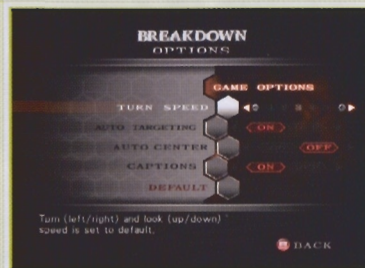 BREAKDOWN
OPTIONS
GAME OPTIONS
TURN SPEED
AUTO TARGETING ON
AUTO CENTER OFF
CAPTIONS ON
DEFAULT
Turn (left/right) and look (up/down)
speed is set to default.
B BACK